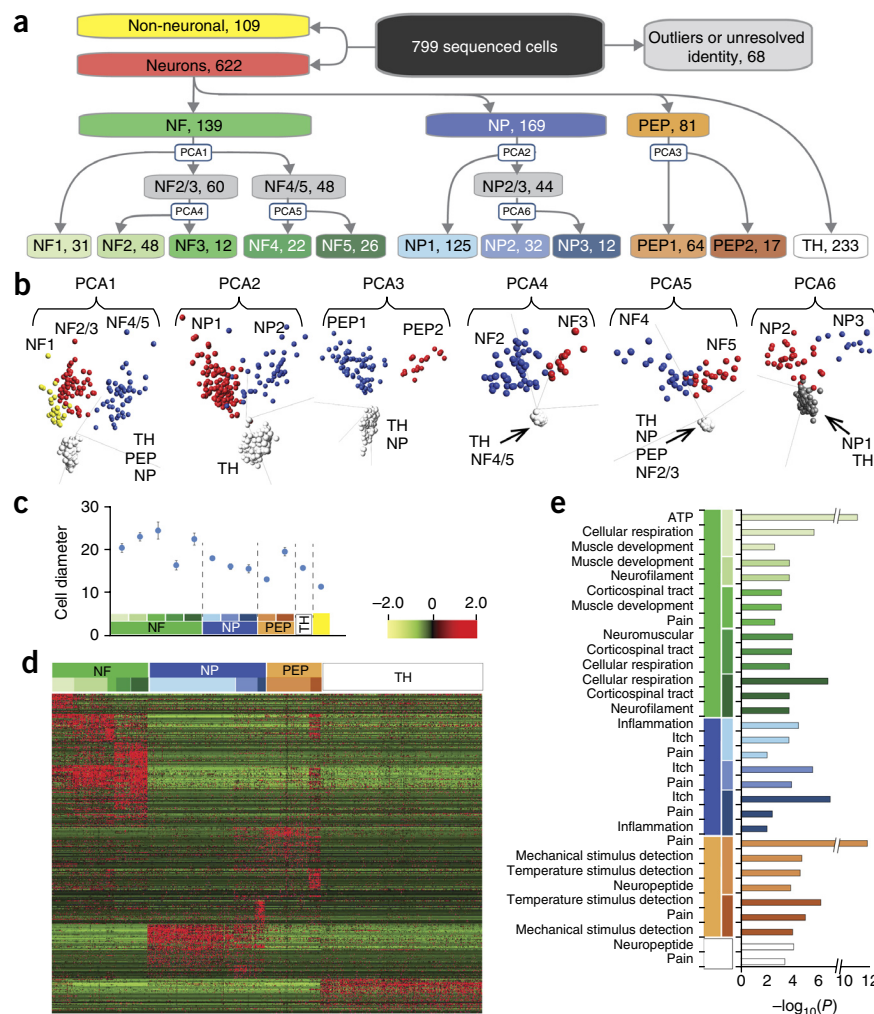 a
Non-neuronal, 109
799 sequenced cells
Outliers or unresolved
identity, 68
Neurons, 622
NF, 139
NP, 169
PEP, 81
PCA1
PCA2
PCA3
NF2/3, 60
NF4/5, 48
NP2/3, 44
PCA4
PCA5
PCA6
NF1, 31
NF2, 48
NF3, 12
NF4, 22
NF5, 26
NP1, 125
NP2, 32
NP3, 12
PEP1, 64
PEP2, 17
TH, 233
b
PCA1
PCA2
PCA3
PCA4
PCA5
PCA6
NF1
NF2/3
NF4/5
TH
PEP
NP
NP1
NP2
TH
PEP1
PEP2
TH
NP
NF2
NF3
TH
NF4/5
NF4
NF5
TH
NP
PEP
NF2/3
NP2
NP3
NP1
TH
c
Cell diameter
30
20
10
0
NF
NP
PEP
TH
−2.0
0
2.0
d
NF
NP
PEP
TH
e
ATP
Cellular respiration
Muscle development
Muscle development
Neurofilament
Corticospinal tract
Muscle development
Pain
Neuromuscular
Corticospinal tract
Cellular respiration
Cellular respiration
Corticospinal tract
Neurofilament
Inflammation
Itch
Pain
Itch
Pain
Itch
Pain
Inflammation
Pain
Mechanical stimulus detection
Temperature stimulus detection
Neuropeptide
Temperature stimulus detection
Pain
Mechanical stimulus detection
Neuropeptide
Pain
0 2 4 6 10 12
−log10(P)